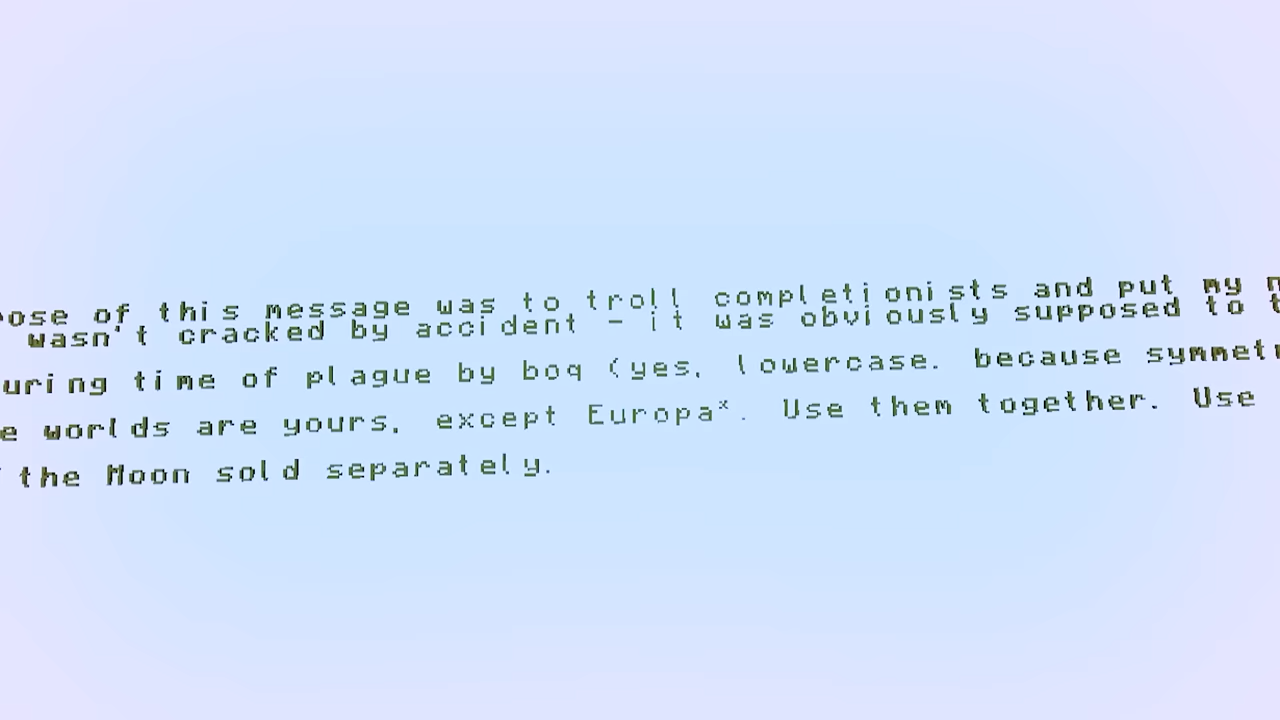 ose of this message was to troll completionists and put my
wasn't cracked by accident - it was obviously supposed to
uring time of plague by boq (yes, lowercase. because symmet
e worlds are yours, except Europa*. Use them together. Use
the Moon sold separately.